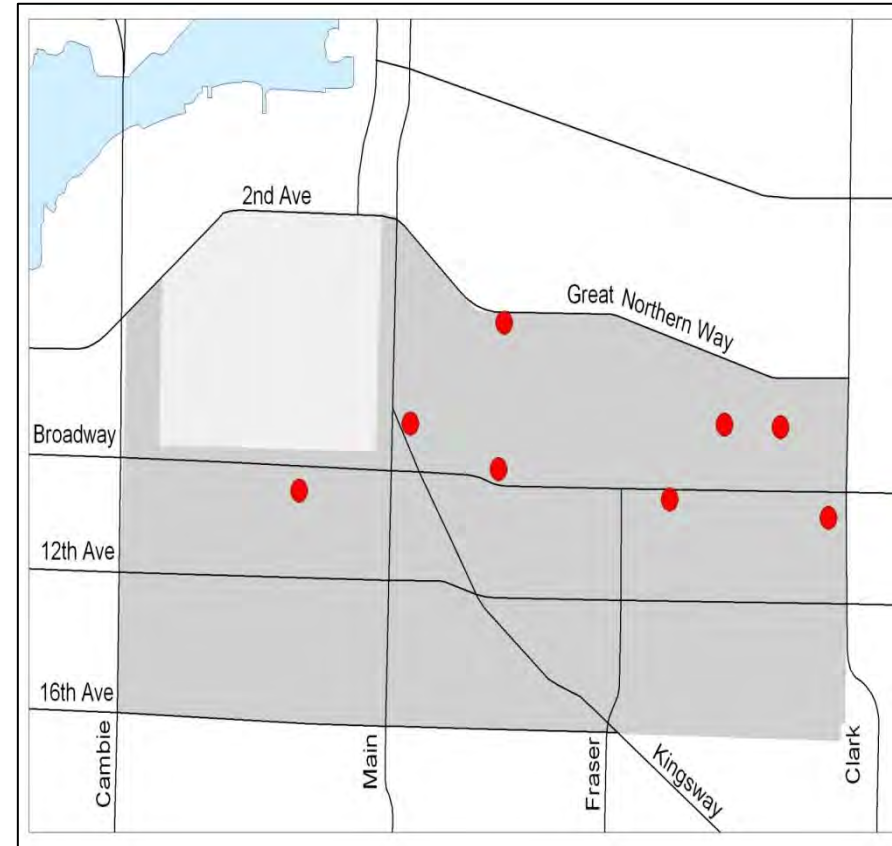 2nd Ave
Great Northern Way
Broadway
12th Ave
16th Ave
Cambie
Main
Fraser
Kingsway
Clark